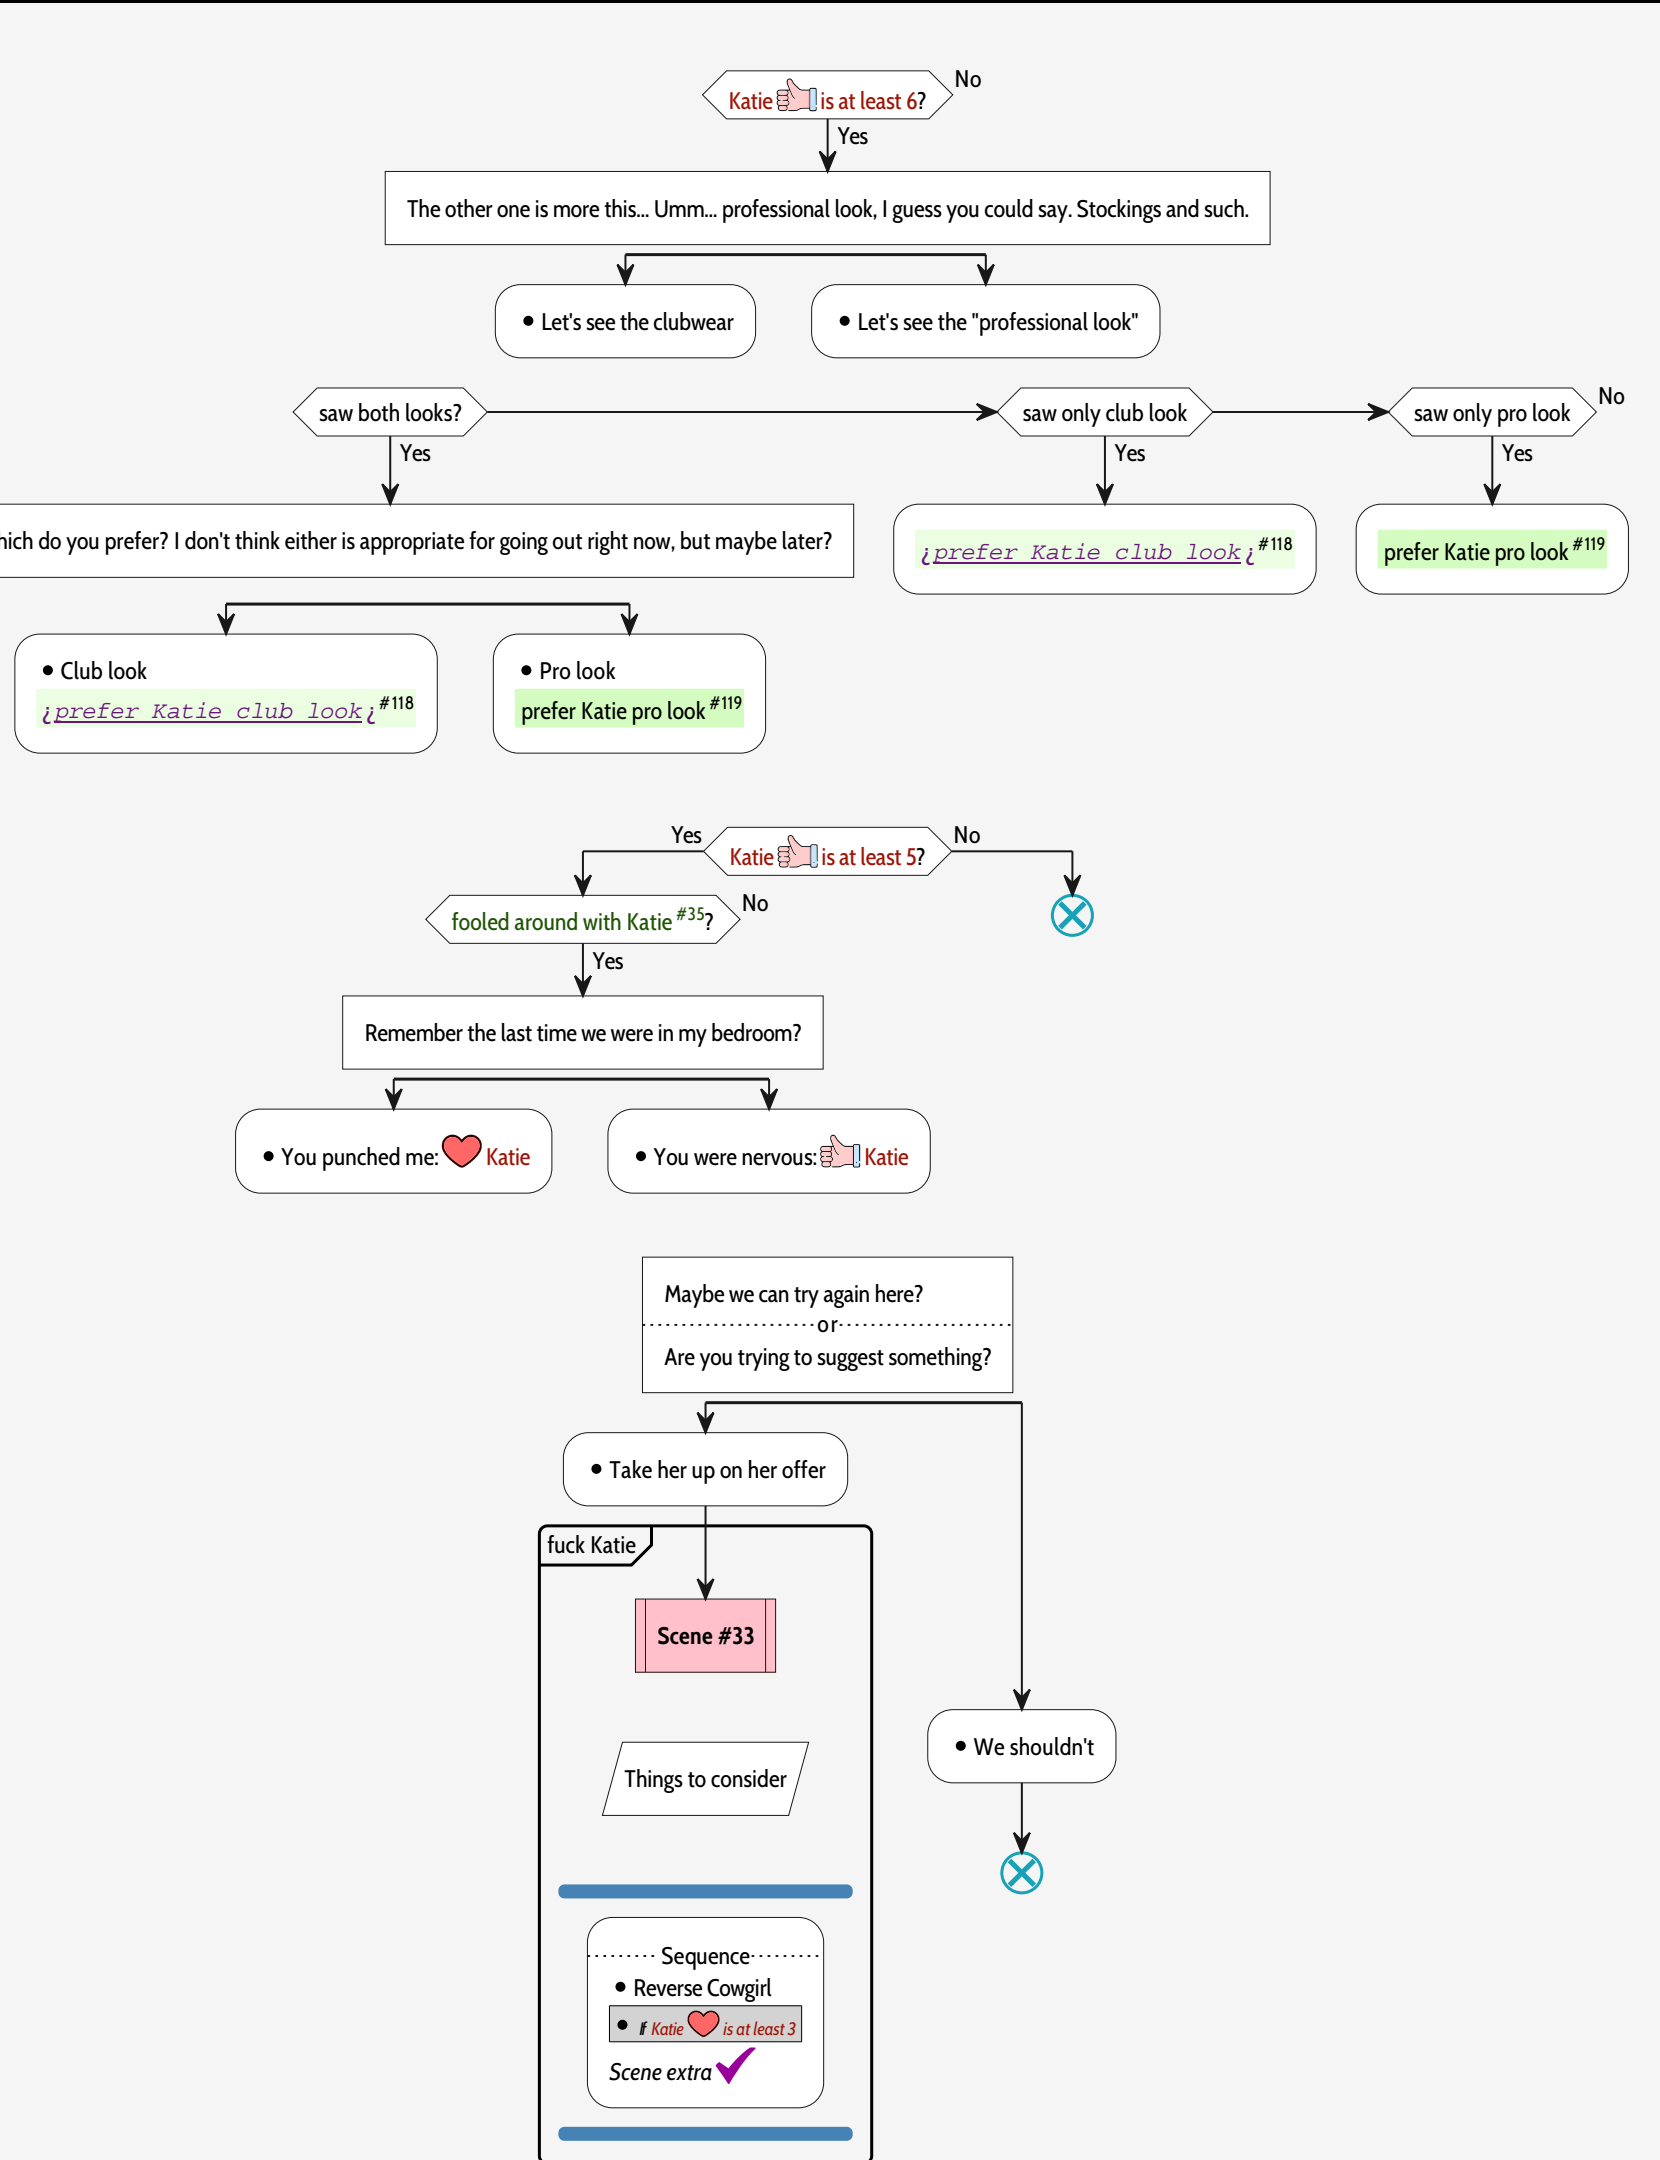 No
Katie is at least 6?
Yes
The other one is more this... Umm... professional look, I guess you could say. Stockings and such.
• Let's see the clubwear
• Let's see the "professional look"
saw both looks?
saw only club look
saw only pro look
No
Yes
Yes
Yes
do you prefer? I don't think either is appropriate for going out right now, but maybe later?
¿prefer Katie club look¿ #118
prefer Katie pro look #119
• Club look
¿prefer Katie club look¿ #118
• Pro look
prefer Katie pro look #119
Yes
Katie is at least 5?
No
fooled around with Katie #35?
No
Yes
Remember the last time we were in my bedroom?
• You punched me: Katie
• You were nervous: Katie
Maybe we can try again here?
or
Are you trying to suggest something?
• Take her up on her offer
fuck Katie
Scene #33
• We shouldn't
Things to consider
Sequence
• Reverse Cowgirl
• If Katie is at least 3
Scene extra